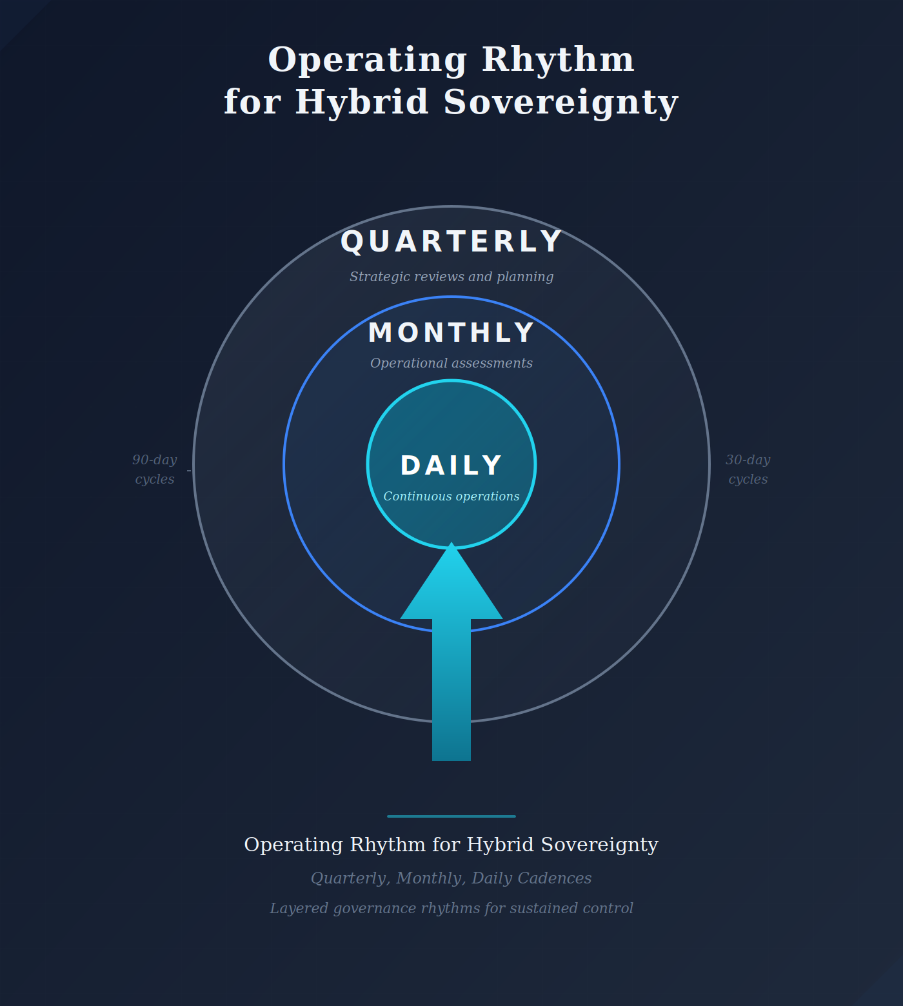 Operating Rhythm
for Hybrid Sovereignty
QUARTERLY
Strategic reviews and planning
MONTHLY
Operational assessments
DAILY
Continuous operations
90-day
cycles
30-day
cycles
Operating Rhythm for Hybrid Sovereignty
Quarterly, Monthly, Daily Cadences
Layered governance rhythms for sustained control